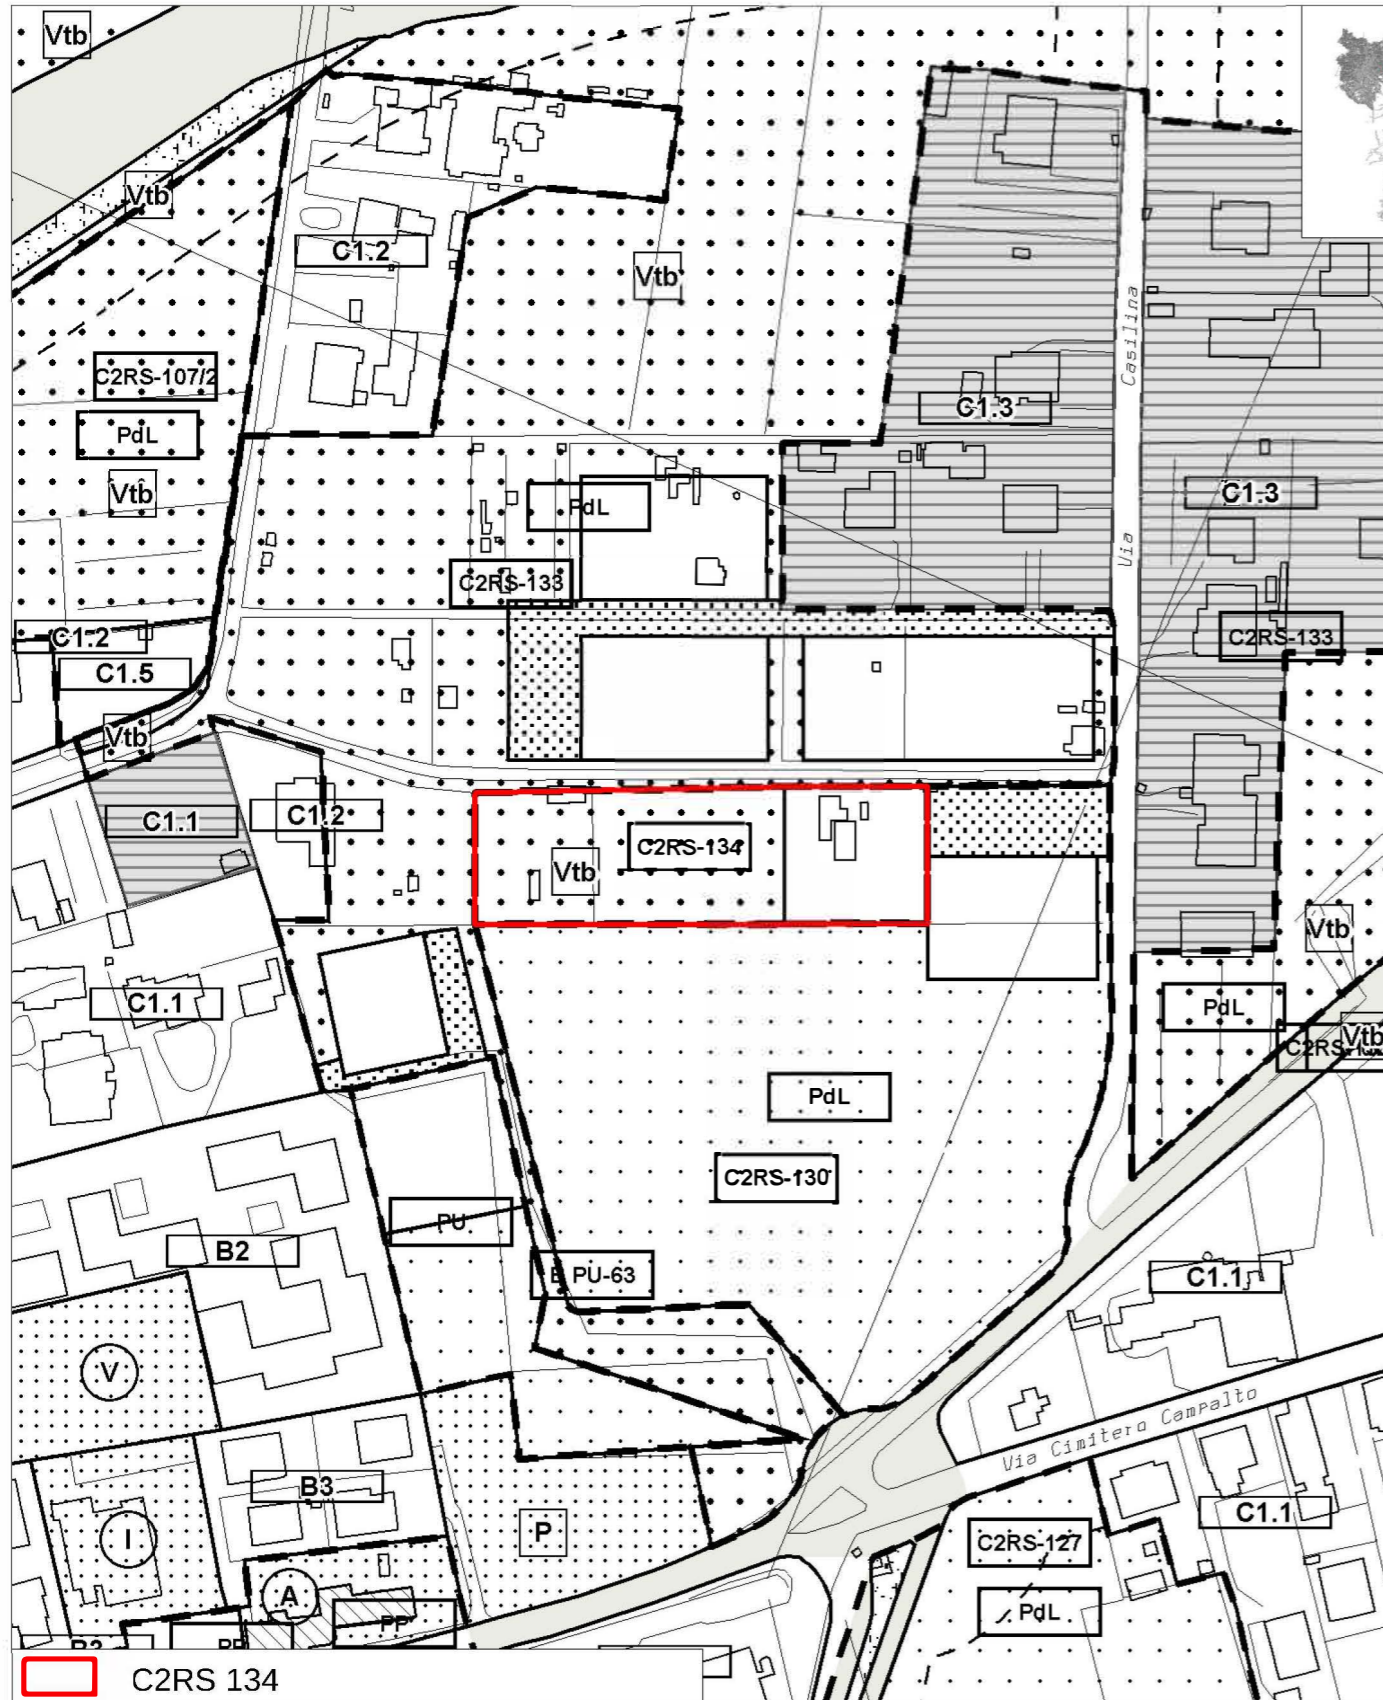 Vtb
Vtb
C1.2
Vtb
Casilina
C2RS-107/2
PdL
Vtb
C1.3
C1.3
PdL
Via
C2RS-133
C1.2
C1.5
C2RS-133
Vtb
C1.1
C1.2
C2RS-134
Vtb
Vtb
C1.1
PdL
Vtb
PdL
C2RS-130
PU
B2
PU-63
C1.1
V
Via Cimitero Campalto
B3
C1.1
P
I
C2RS-127
A
PdL
PP
C2RS 134